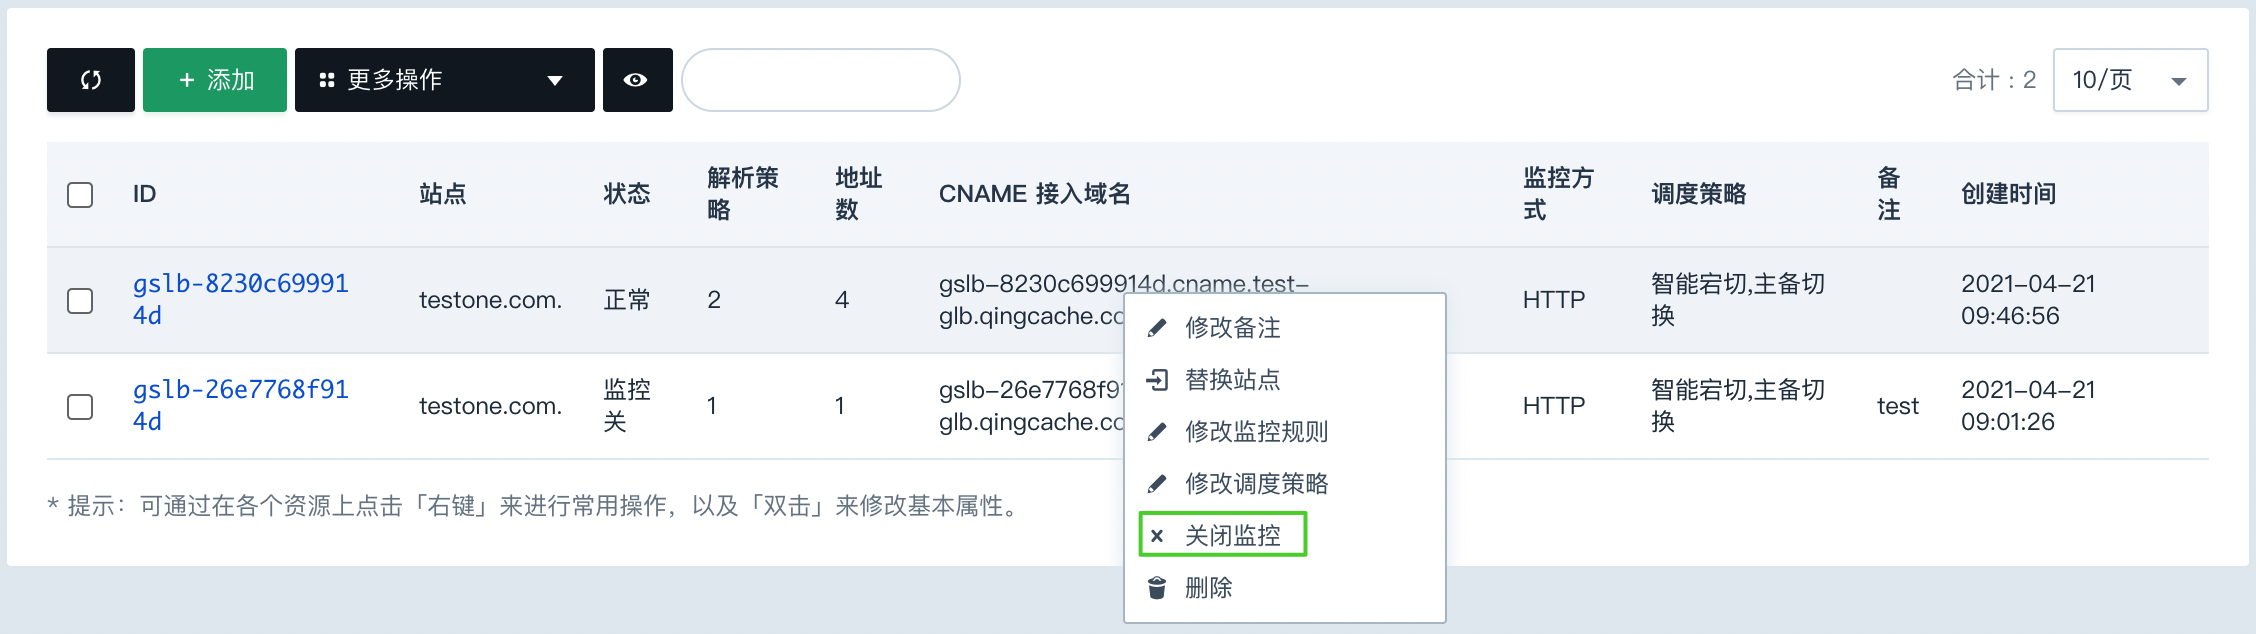 + 添加
更多操作
合计：2
10/页
ID
站点
状态
解析策
略
地址
数
CNAME 接入域名
监控方
式
调度策略
备
注
创建时间
gslb-8230c69991
4d
testone.com.
正常
2
4
gslb-8230c699914d.cname.test-
glb.qingcache.co
HTTP
智能宕切,主备切
换
2021-04-21
09:46:56
gslb-26e7768f91
4d
testone.com.
监控
关
1
1
gslb-26e7768f9
glb.qingcache.co
HTTP
智能宕切,主备切
换
test
2021-04-21
09:01:26
修改备注
替换站点
修改监控规则
修改调度策略
关闭监控
删除
* 提示：可通过在各个资源上点击「右键」来进行常用操作，以及「双击」来修改基本属性。